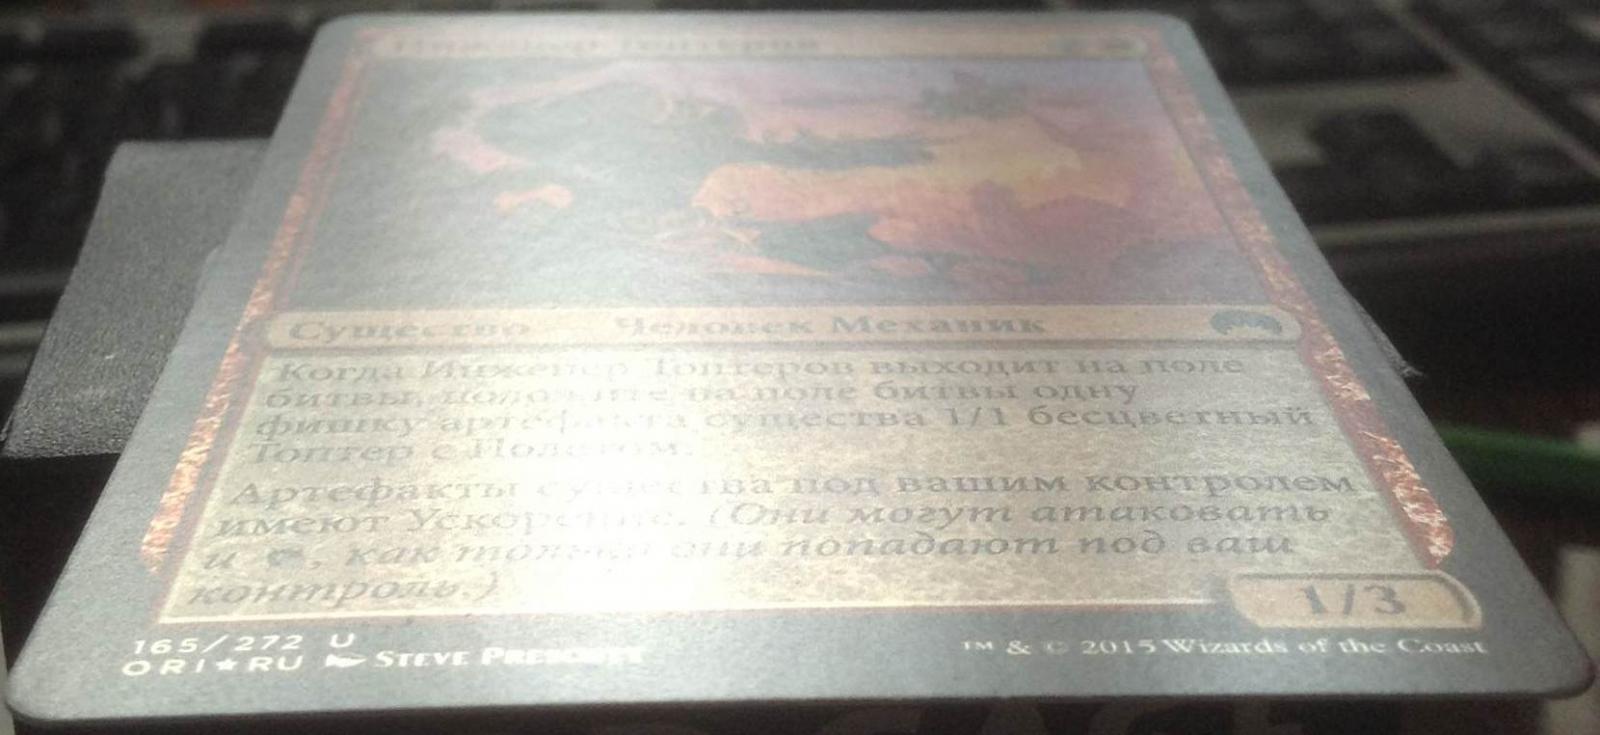 Инженер Топтеров
Существо — Человек Механик
Когда Инженер Топтеров выходит на поле
битвы, положите на поле битвы одну
фишку артефакта существа 1/1 бесцветный
Топтер с Полетом.
Артефакты существа под вашим контролем
имеют Ускорение. (Они могут атаковать
и , как только они попадают под ваш
контроль.)
1/3
165/272 U
ORI★RU STEVE PRESCOTT
™ & © 2015 Wizards of the Coast